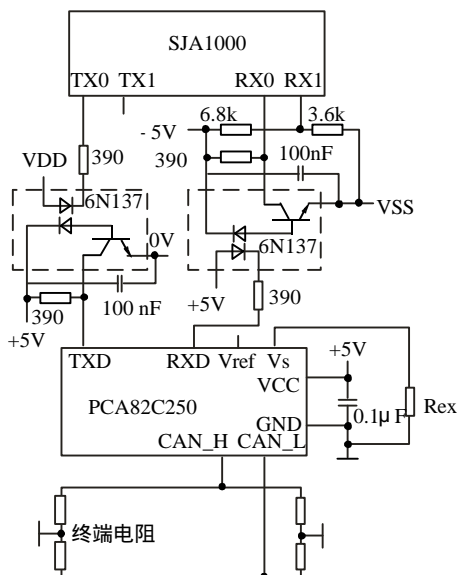 SJA1000
TX0 TX1 RX0 RX1
6.8k 3.6k
- 5V
390 390 100nF
VDD
6N137 VSS
0V
6N137
+5V 390
390 100 nF
+5V
TXD RXD Vref Vs +5V
VCC
PCA82C250 Rex
GND 0.1μF
CAN_H CAN_L
终端电阻